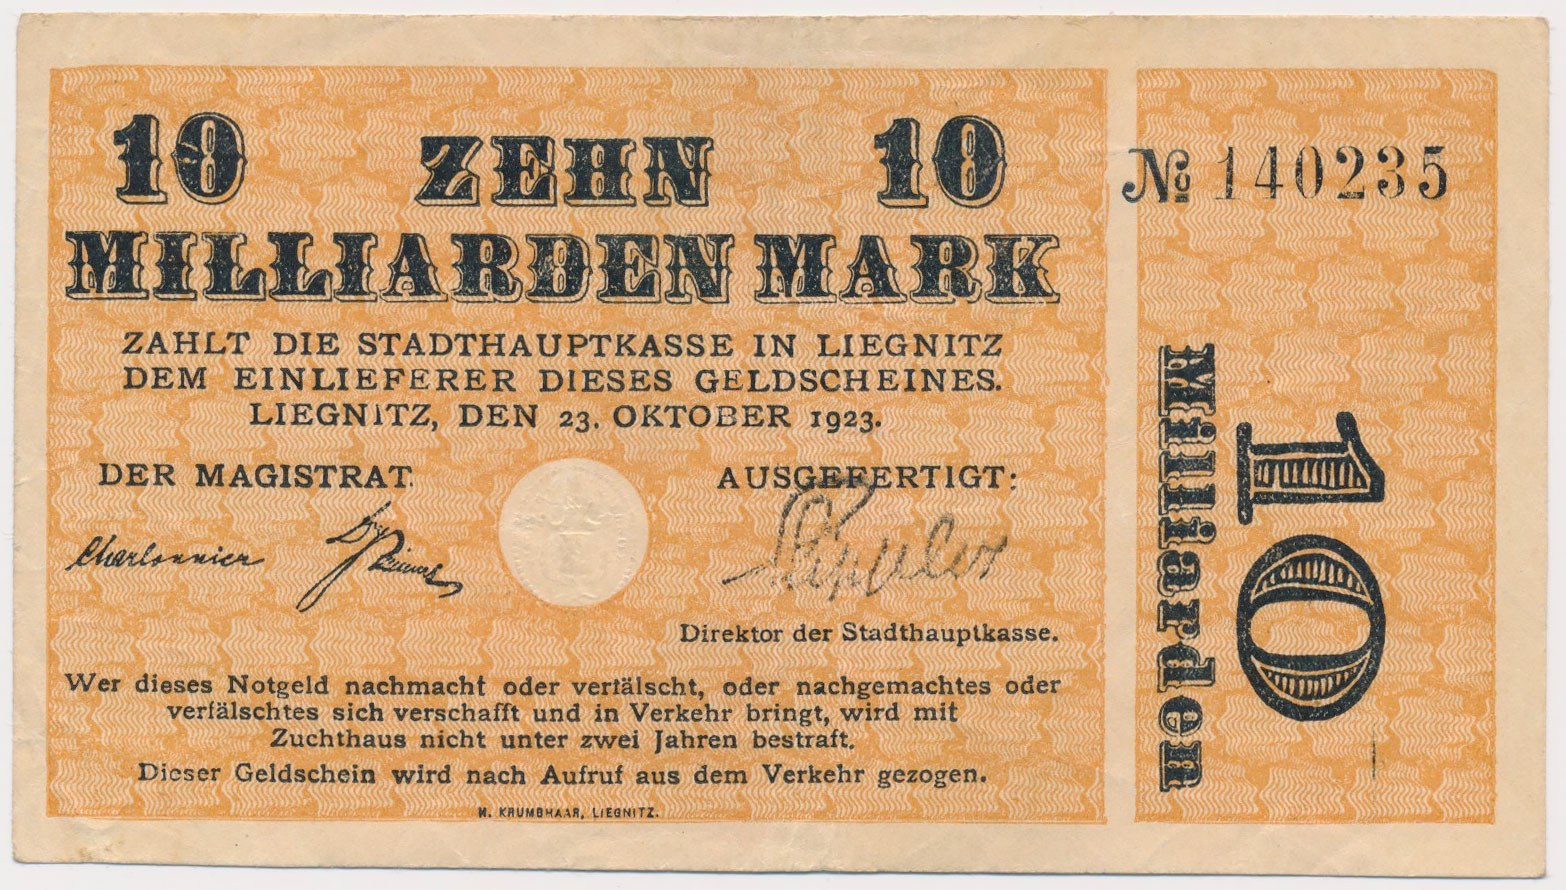 10 ZEHN 10
MILLIARDEN MARK
ZAHLT DIE STADTHAUPTKASSE IN LIEGNITZ
DEM EINLIEFERER DIESES GELDSCHEINES.
LIEGNITZ, DEN 23. OKTOBER 1923.
DER MAGISTRAT.
Charbonnier
AUSGEFERTIGT:
Direktor der Stadthauptkasse.
Wer dieses Notgeld nachmacht oder verfälscht, oder nachgemachtes oder
verfälschtes sich verschafft und in Verkehr bringt, wird mit
Zuchthaus nicht unter zwei Jahren bestraft.
Dieser Geldschein wird nach Aufruf aus dem Verkehr gezogen.
H. KRUMBHAAR, LIEGNITZ.
№ 140235
10
Milliarden